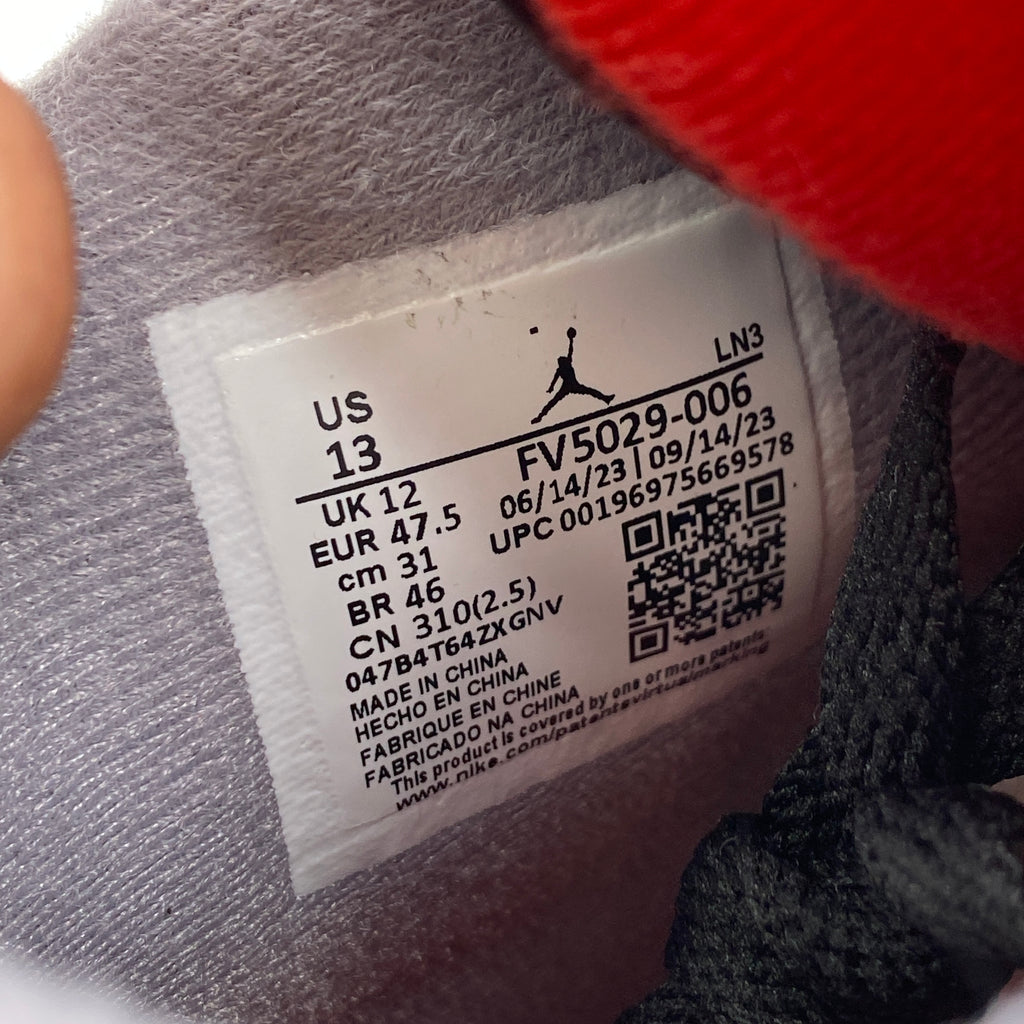 US
13
LN3
FV5029-006
06/14/23 | 09/14/23
UPC 00196975669578
UK 12
EUR 47.5
cm 31
BR 46
CN 310(2.5)
047B4T64ZXGNV
MADE IN CHINA
HECHO EN CHINA
FABRIQUE EN CHINE
FABRICADO NA CHINA
This product is covered by one or more patents
www.nike.com/patentsvirtualmarking